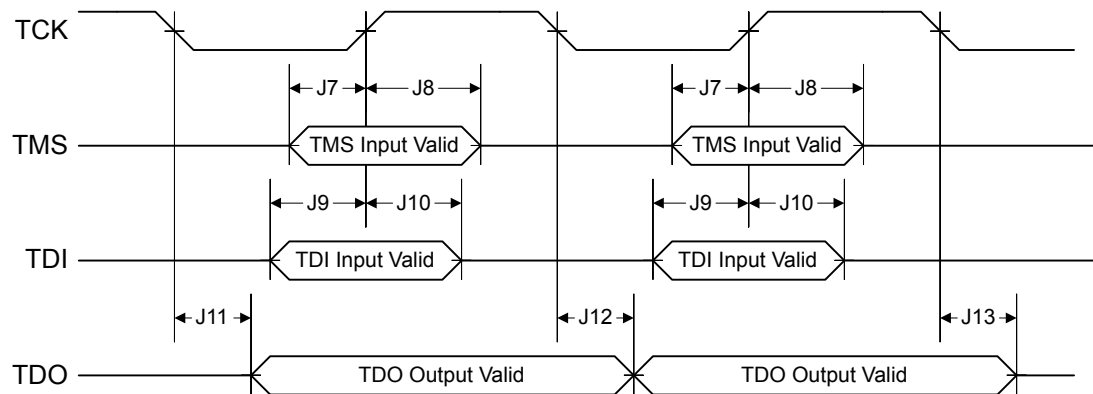 TCK
J7 J8 J7 J8
TMS TMS Input Valid TMS Input Valid
J9 J10 J9 J10
TDI TDI Input Valid TDI Input Valid
J11 J12 J13
TDO TDO Output Valid TDO Output Valid